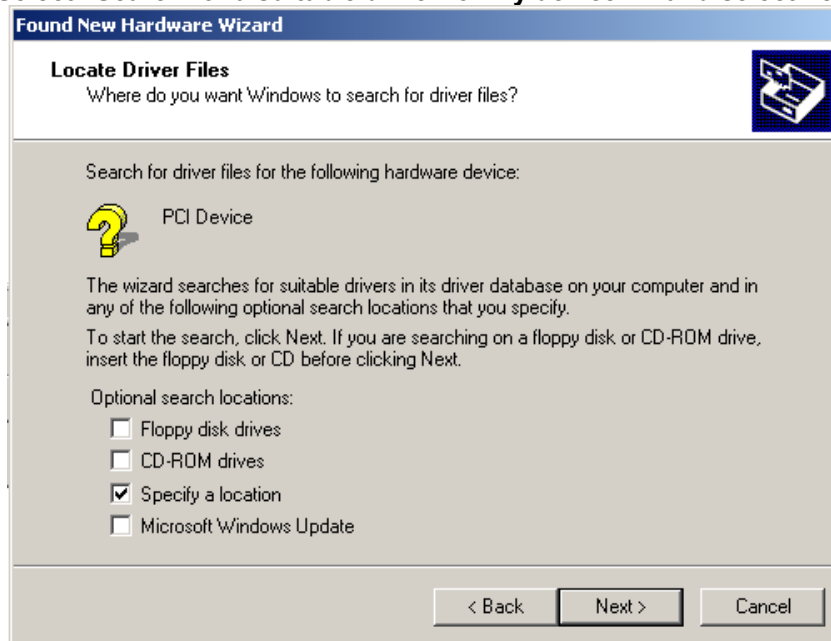 Found New Hardware Wizard
Locate Driver Files
Where do you want Windows to search for driver files?
Search for driver files for the following hardware device:
PCI Device
The wizard searches for suitable drivers in its driver database on your computer and in
any of the following optional search locations that you specify.
To start the search, click Next. If you are searching on a floppy disk or CD-ROM drive,
insert the floppy disk or CD before clicking Next.
Optional search locations:
Floppy disk drives
CD-ROM drives
Specify a location
Microsoft Windows Update
< Back Next > Cancel